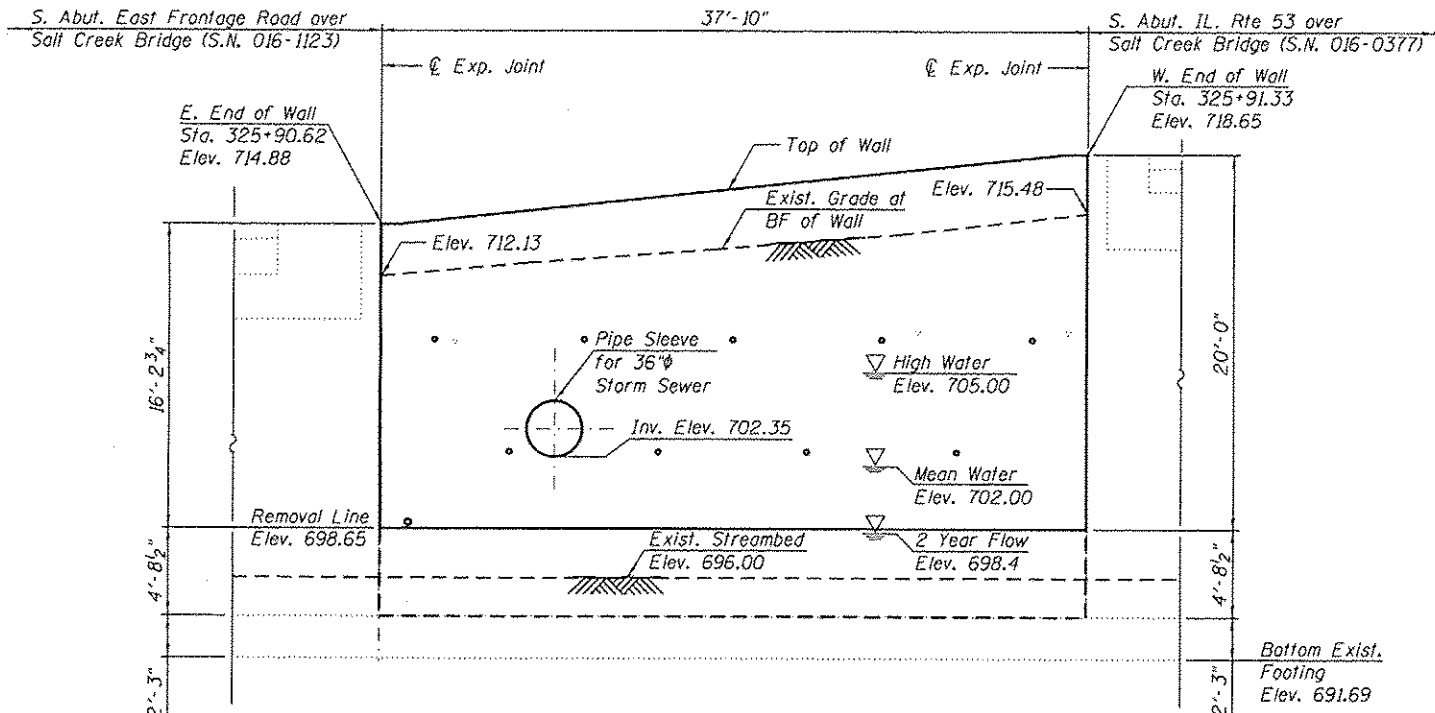 S. Abut. East Frontage Road over
Salt Creek Bridge (S.N. 016-1123)
37'-10"
S. Abut. IL. Rte 53 over
Salt Creek Bridge (S.N. 016-0377)
℄ Exp. Joint
℄ Exp. Joint
E. End of Wall
Sta. 325+90.62
Elev. 714.88
W. End of Wall
Sta. 325+91.33
Elev. 718.65
Top of Wall
Exist. Grade at
BF of Wall
Elev. 715.48
Elev. 712.13
16'-2¾"
20'-0"
Pipe Sleeve
for 36"ϕ
Storm Sewer
High Water
Elev. 705.00
Inv. Elev. 702.35
Mean Water
Elev. 702.00
Removal Line
Elev. 698.65
Exist. Streambed
Elev. 696.00
2 Year Flow
Elev. 698.4
4'-8½"
4'-8½"
2'-3"
2'-3"
Bottom Exist.
Footing
Elev. 691.69